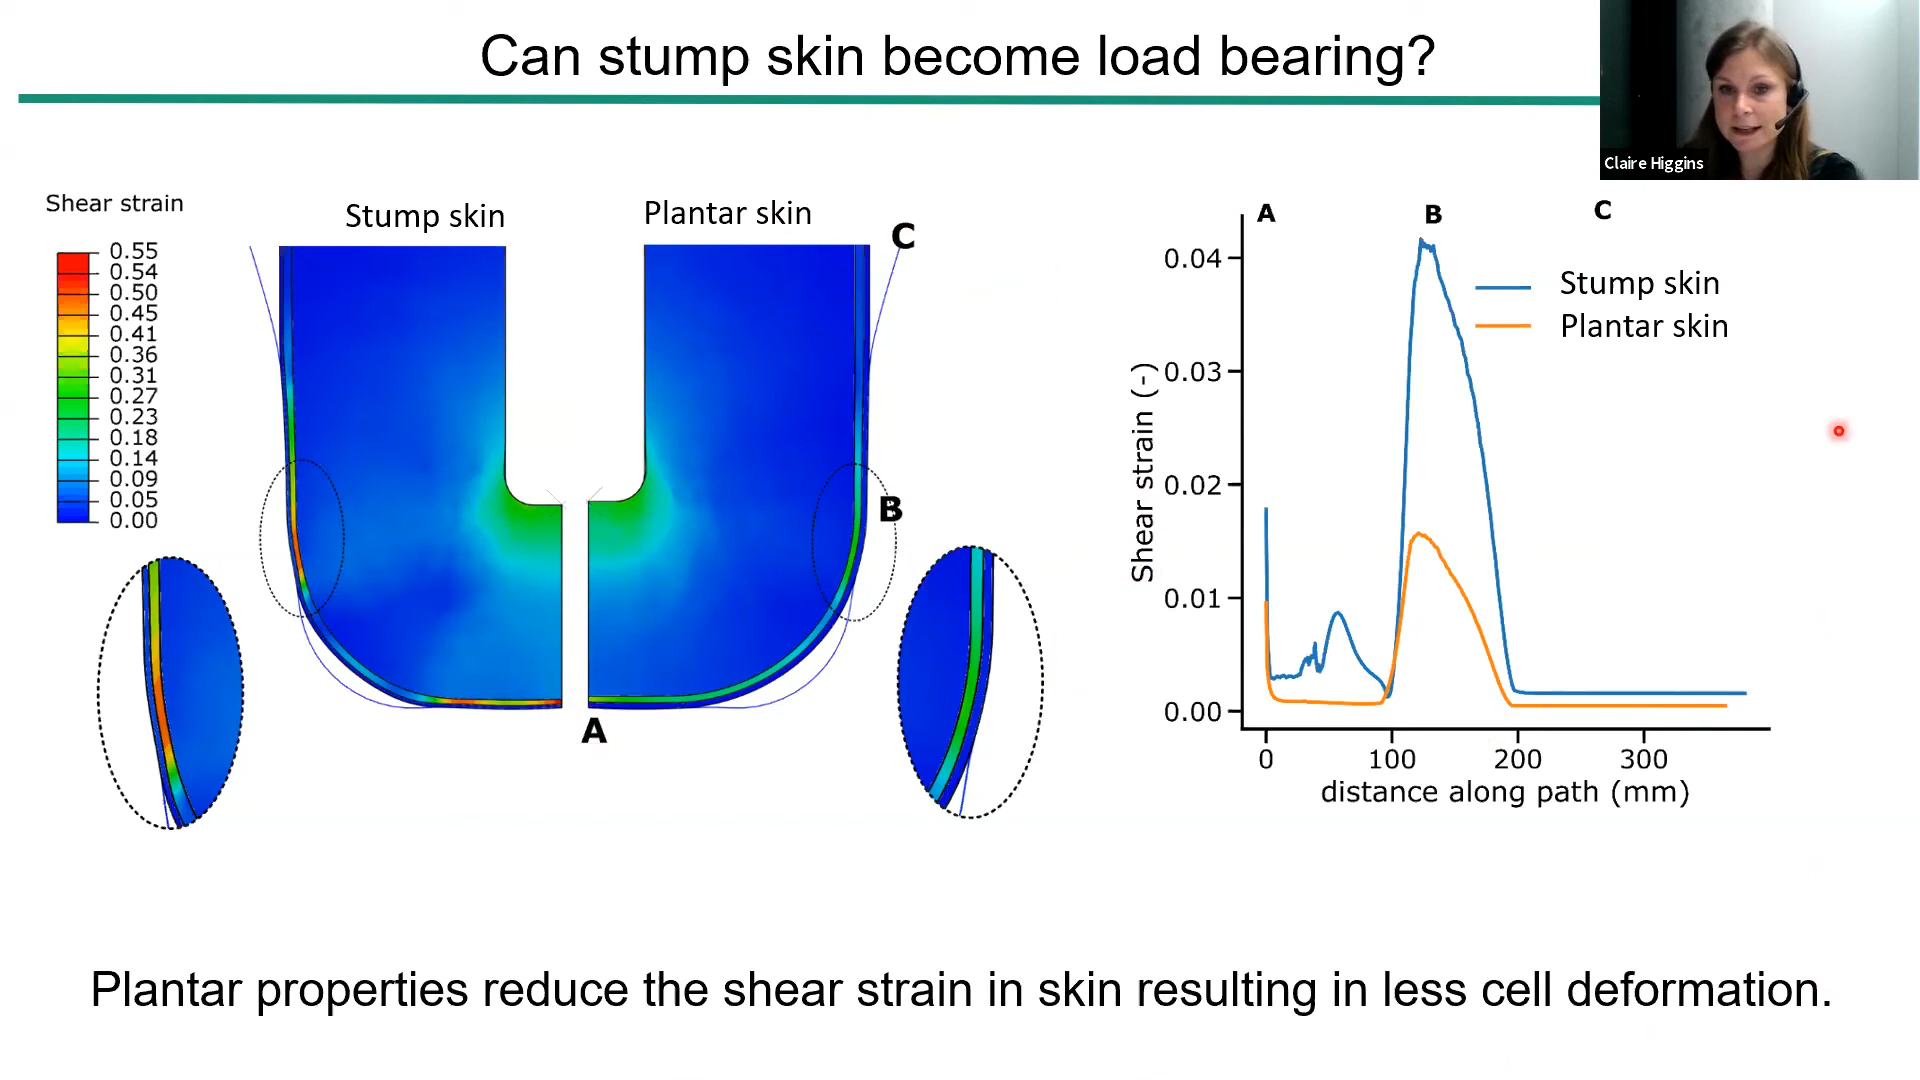 Can stump skin become load bearing?
Claire Higgins
Shear strain
0.55
0.54
0.50
0.45
0.41
0.36
0.31
0.27
0.23
0.18
0.14
0.09
0.05
0.00
Stump skin
Plantar skin
C
B
A
A
B
C
0.04
0.03
0.02
0.01
0.00
Shear strain (-)
Stump skin
Plantar skin
0
100
200
300
distance along path (mm)
Plantar properties reduce the shear strain in skin resulting in less cell deformation.